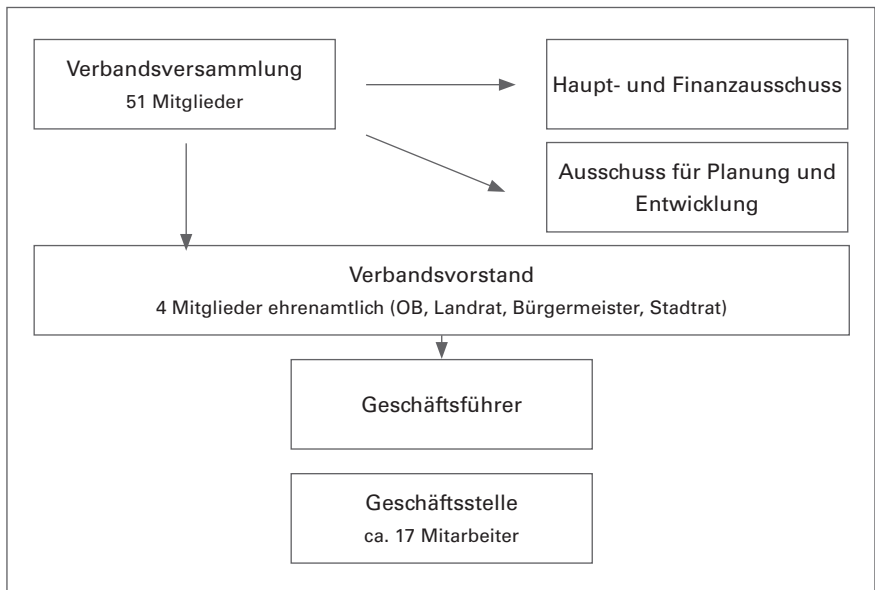 Verbandsversammlung
51 Mitglieder
Haupt- und Finanzausschuss
Ausschuss für Planung und
Entwicklung
Verbandsvorstand
4 Mitglieder ehrenamtlich (OB, Landrat, Bürgermeister, Stadtrat)
Geschäftsführer
Geschäftsstelle
ca. 17 Mitarbeiter